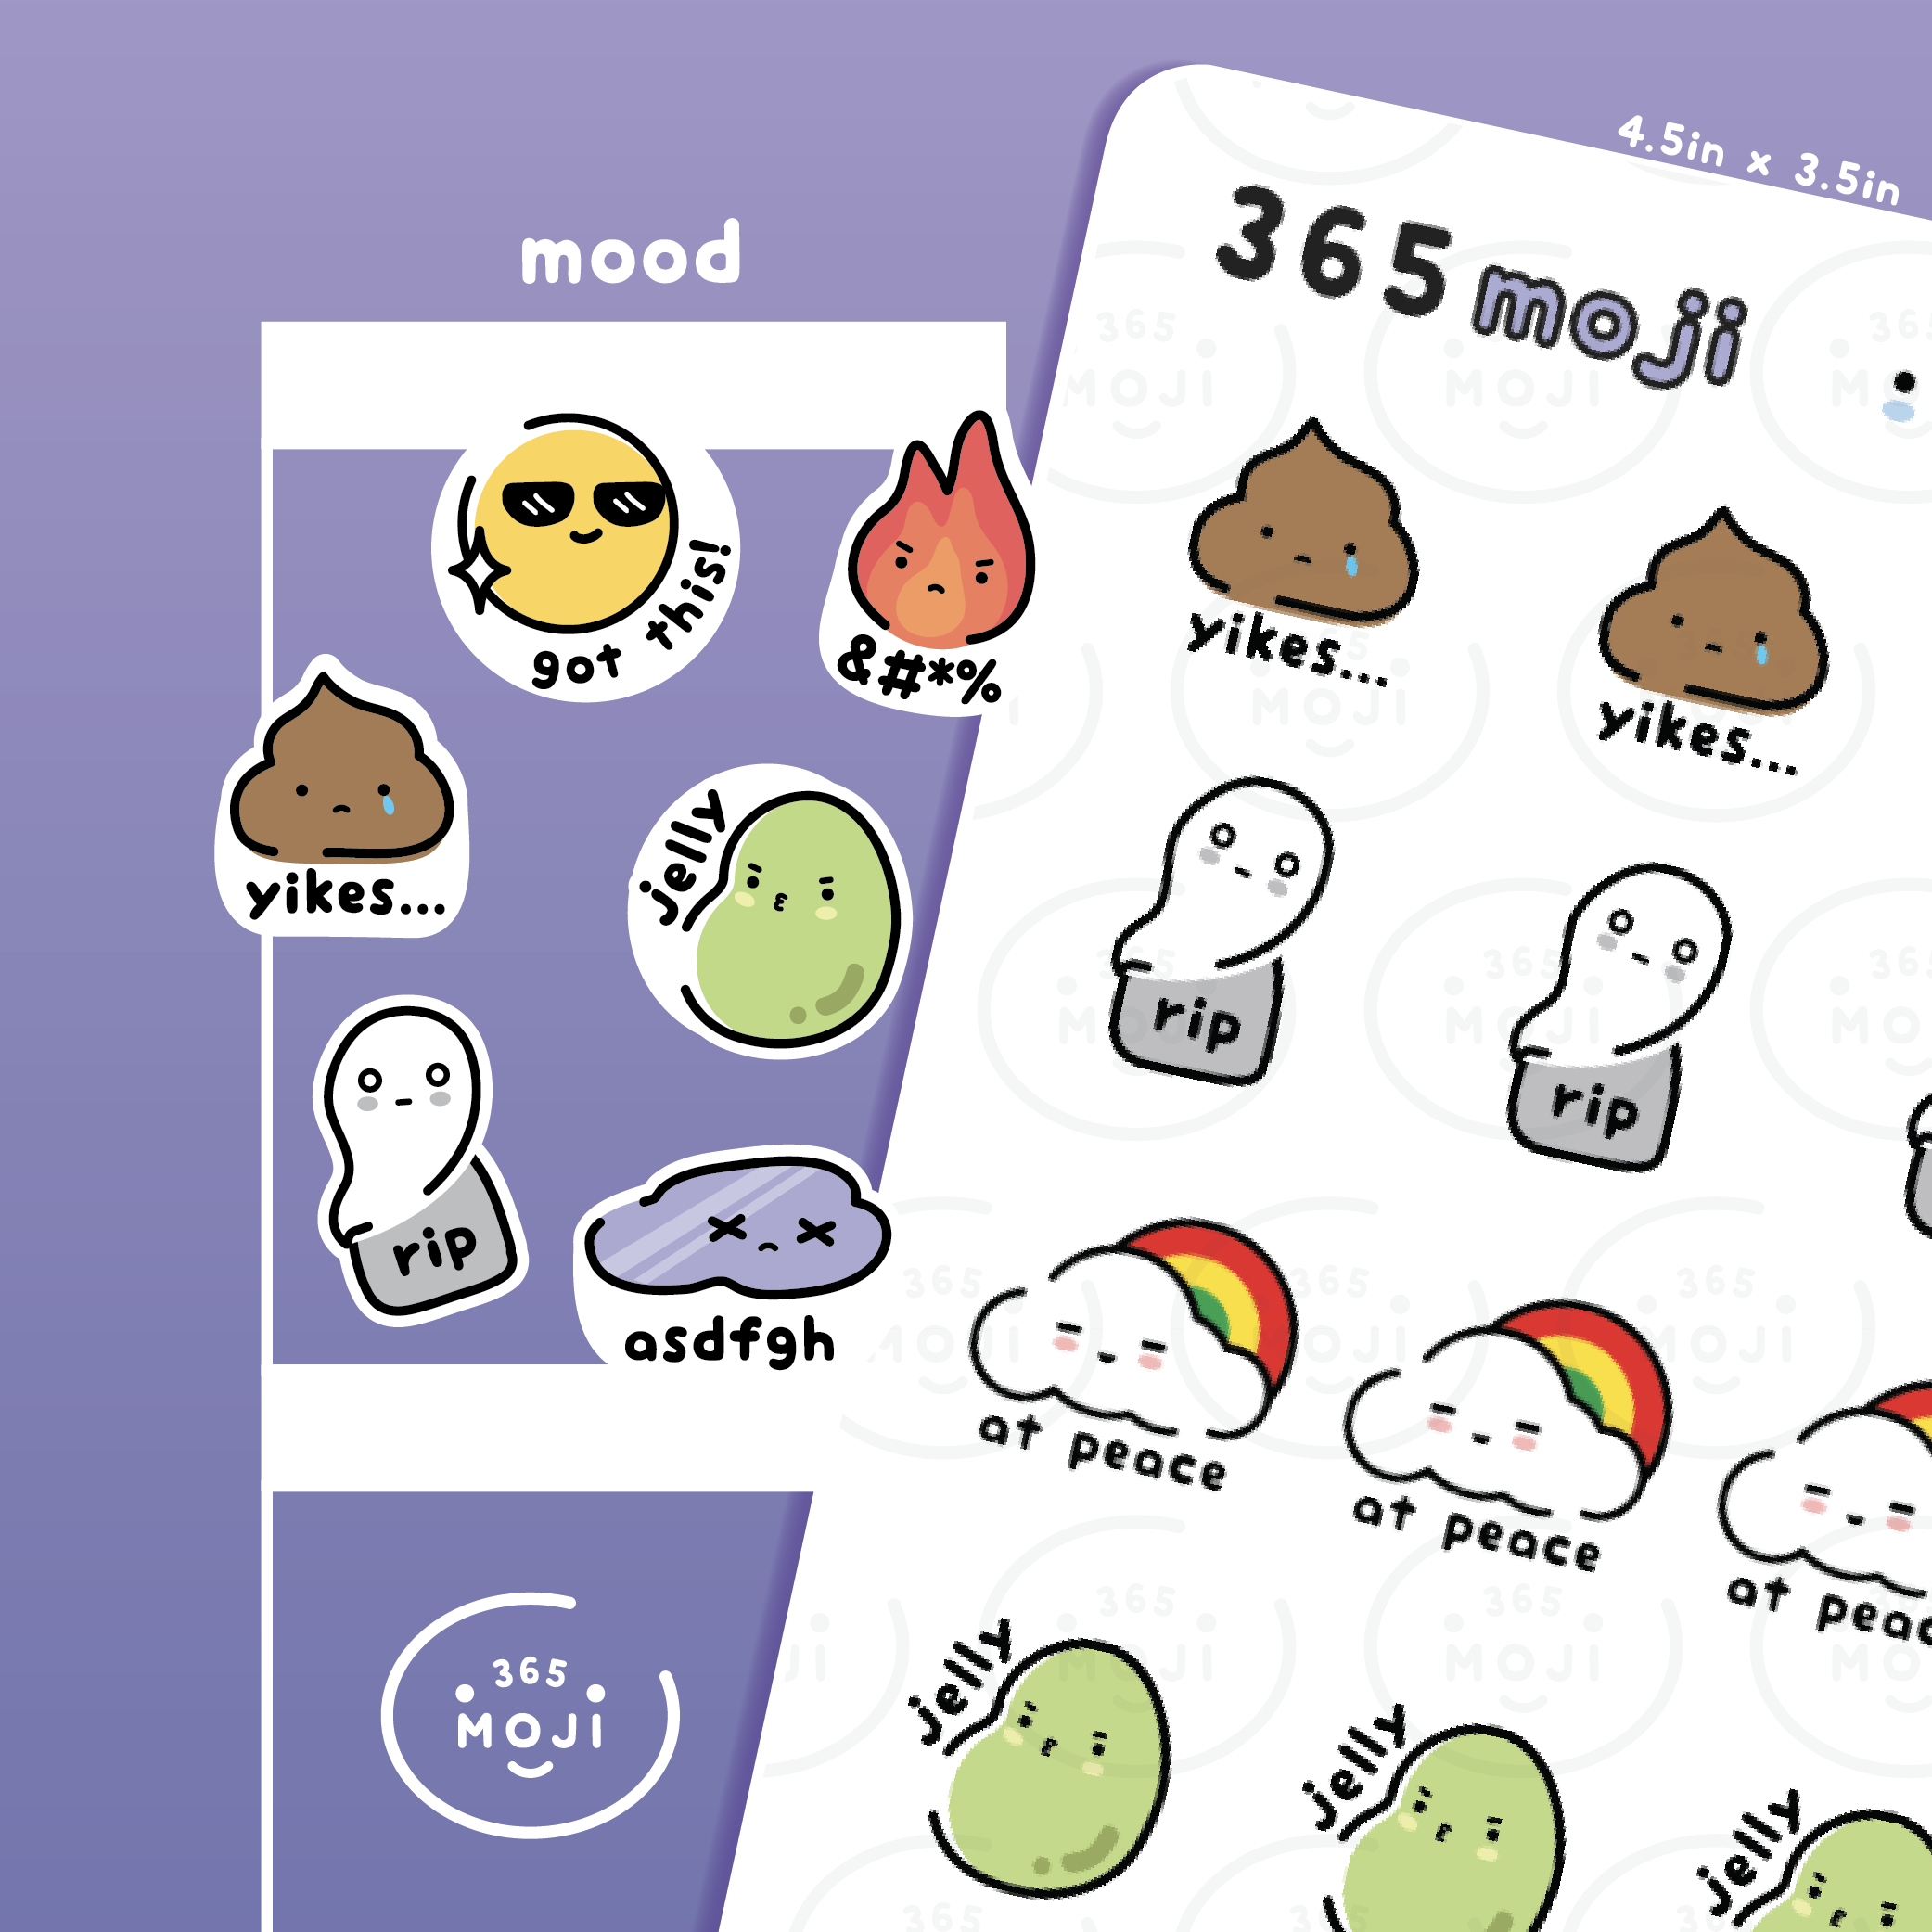 mood
got this!
&#*%
yikes...
jelly
rip
asdfgh
365
MOJI
4.5in x 3.5in
365 moji
yikes...
yikes...
rip
rip
at peace
at peace
at peac
jelly
jelly
jelly